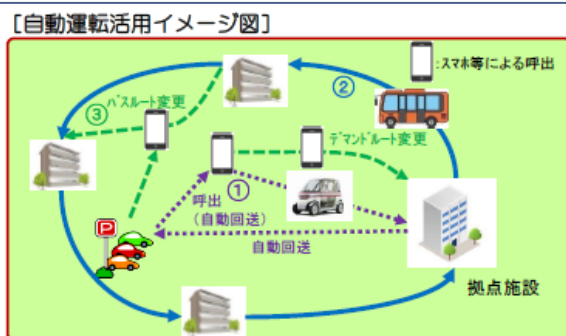 [自動運転活用イメージ図]
:スマホ等による呼出
②
③
バスルート変更
デマンドルート変更
①
呼出
(自動回送)
P
自動回送
拠点施設